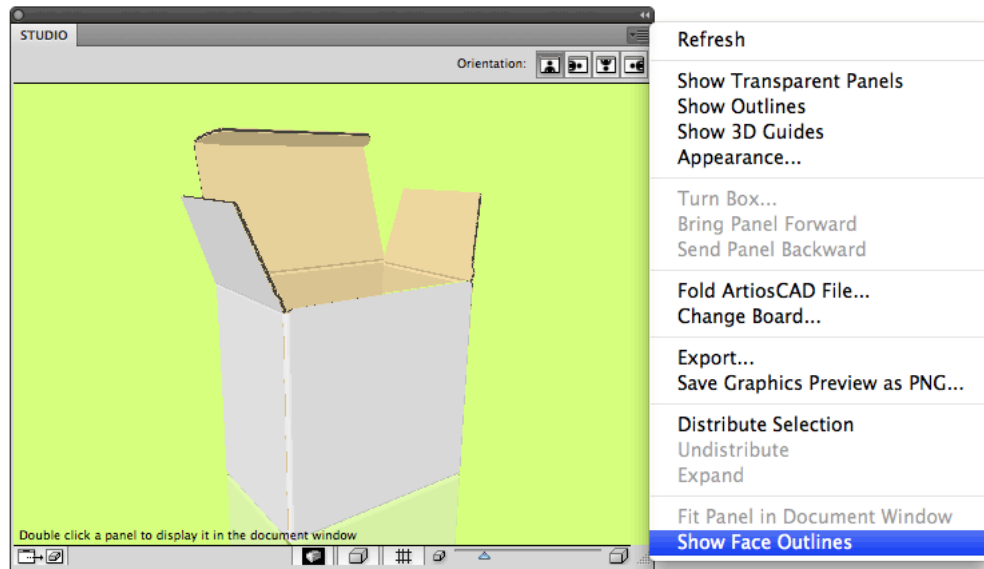 STUDIO
Orientation:
Double click a panel to display it in the document window
Refresh
Show Transparent Panels
Show Outlines
Show 3D Guides
Appearance...
Turn Box...
Bring Panel Forward
Send Panel Backward
Fold ArtiosCAD File...
Change Board...
Export...
Save Graphics Preview as PNG...
Distribute Selection
Undistribute
Expand
Fit Panel in Document Window
Show Face Outlines